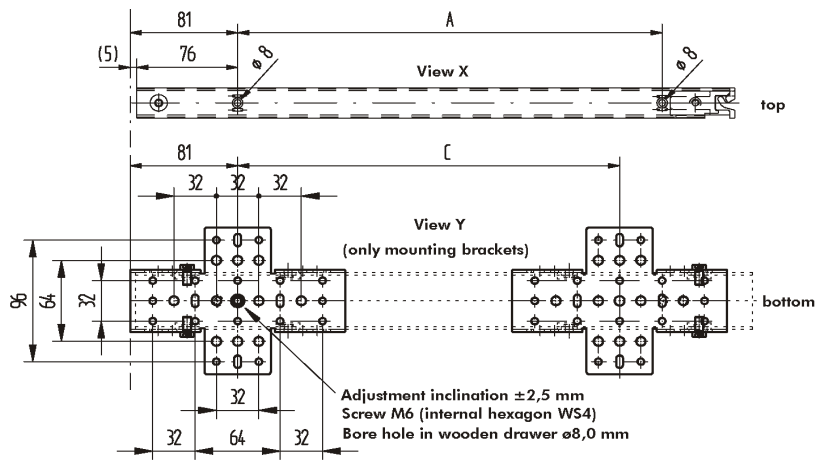 81 A
(5) 76 ø 8 ø 8
View X
top
81 C
32 32 32
View Y
(only mounting brackets)
96 64 32
bottom
Adjustment inclination ±2,5 mm
32
Screw M6 (internal hexagon WS4)
32 64 32
Bore hole in wooden drawer ø8,0 mm